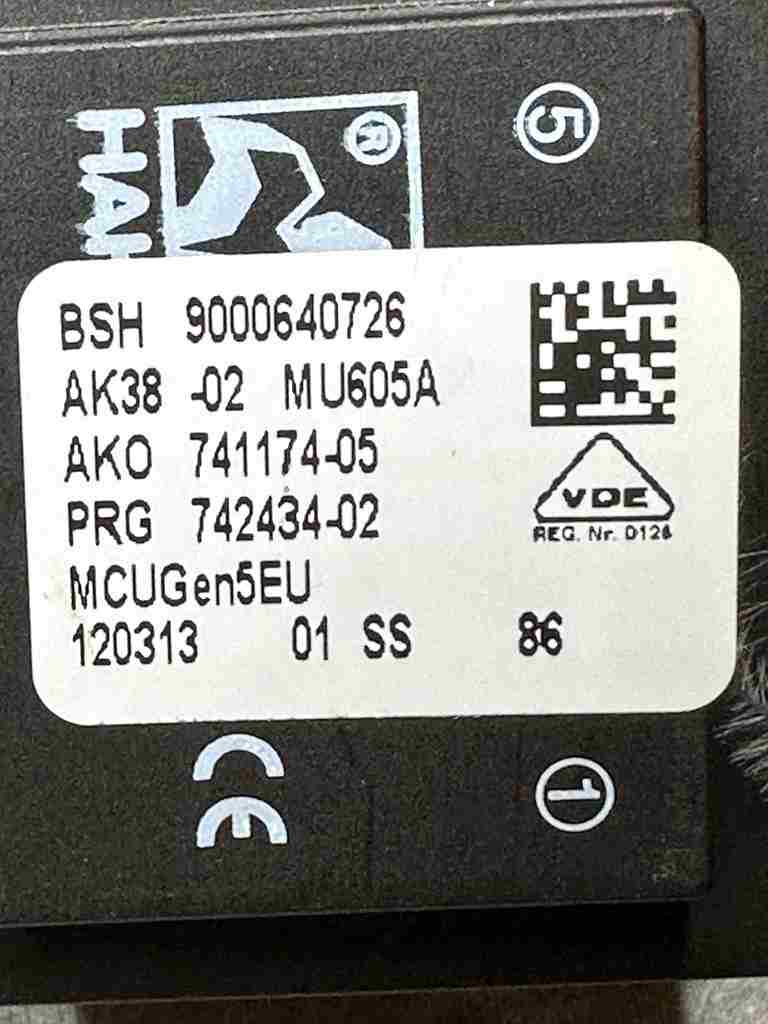 5
®
BSH 9000640726
AK38 -02 MU605A
AKO 741174-05
PRG 742434-02
VDE
REG. Nr. D126
MCUGen5EU
120313 01 SS 86
CE
1